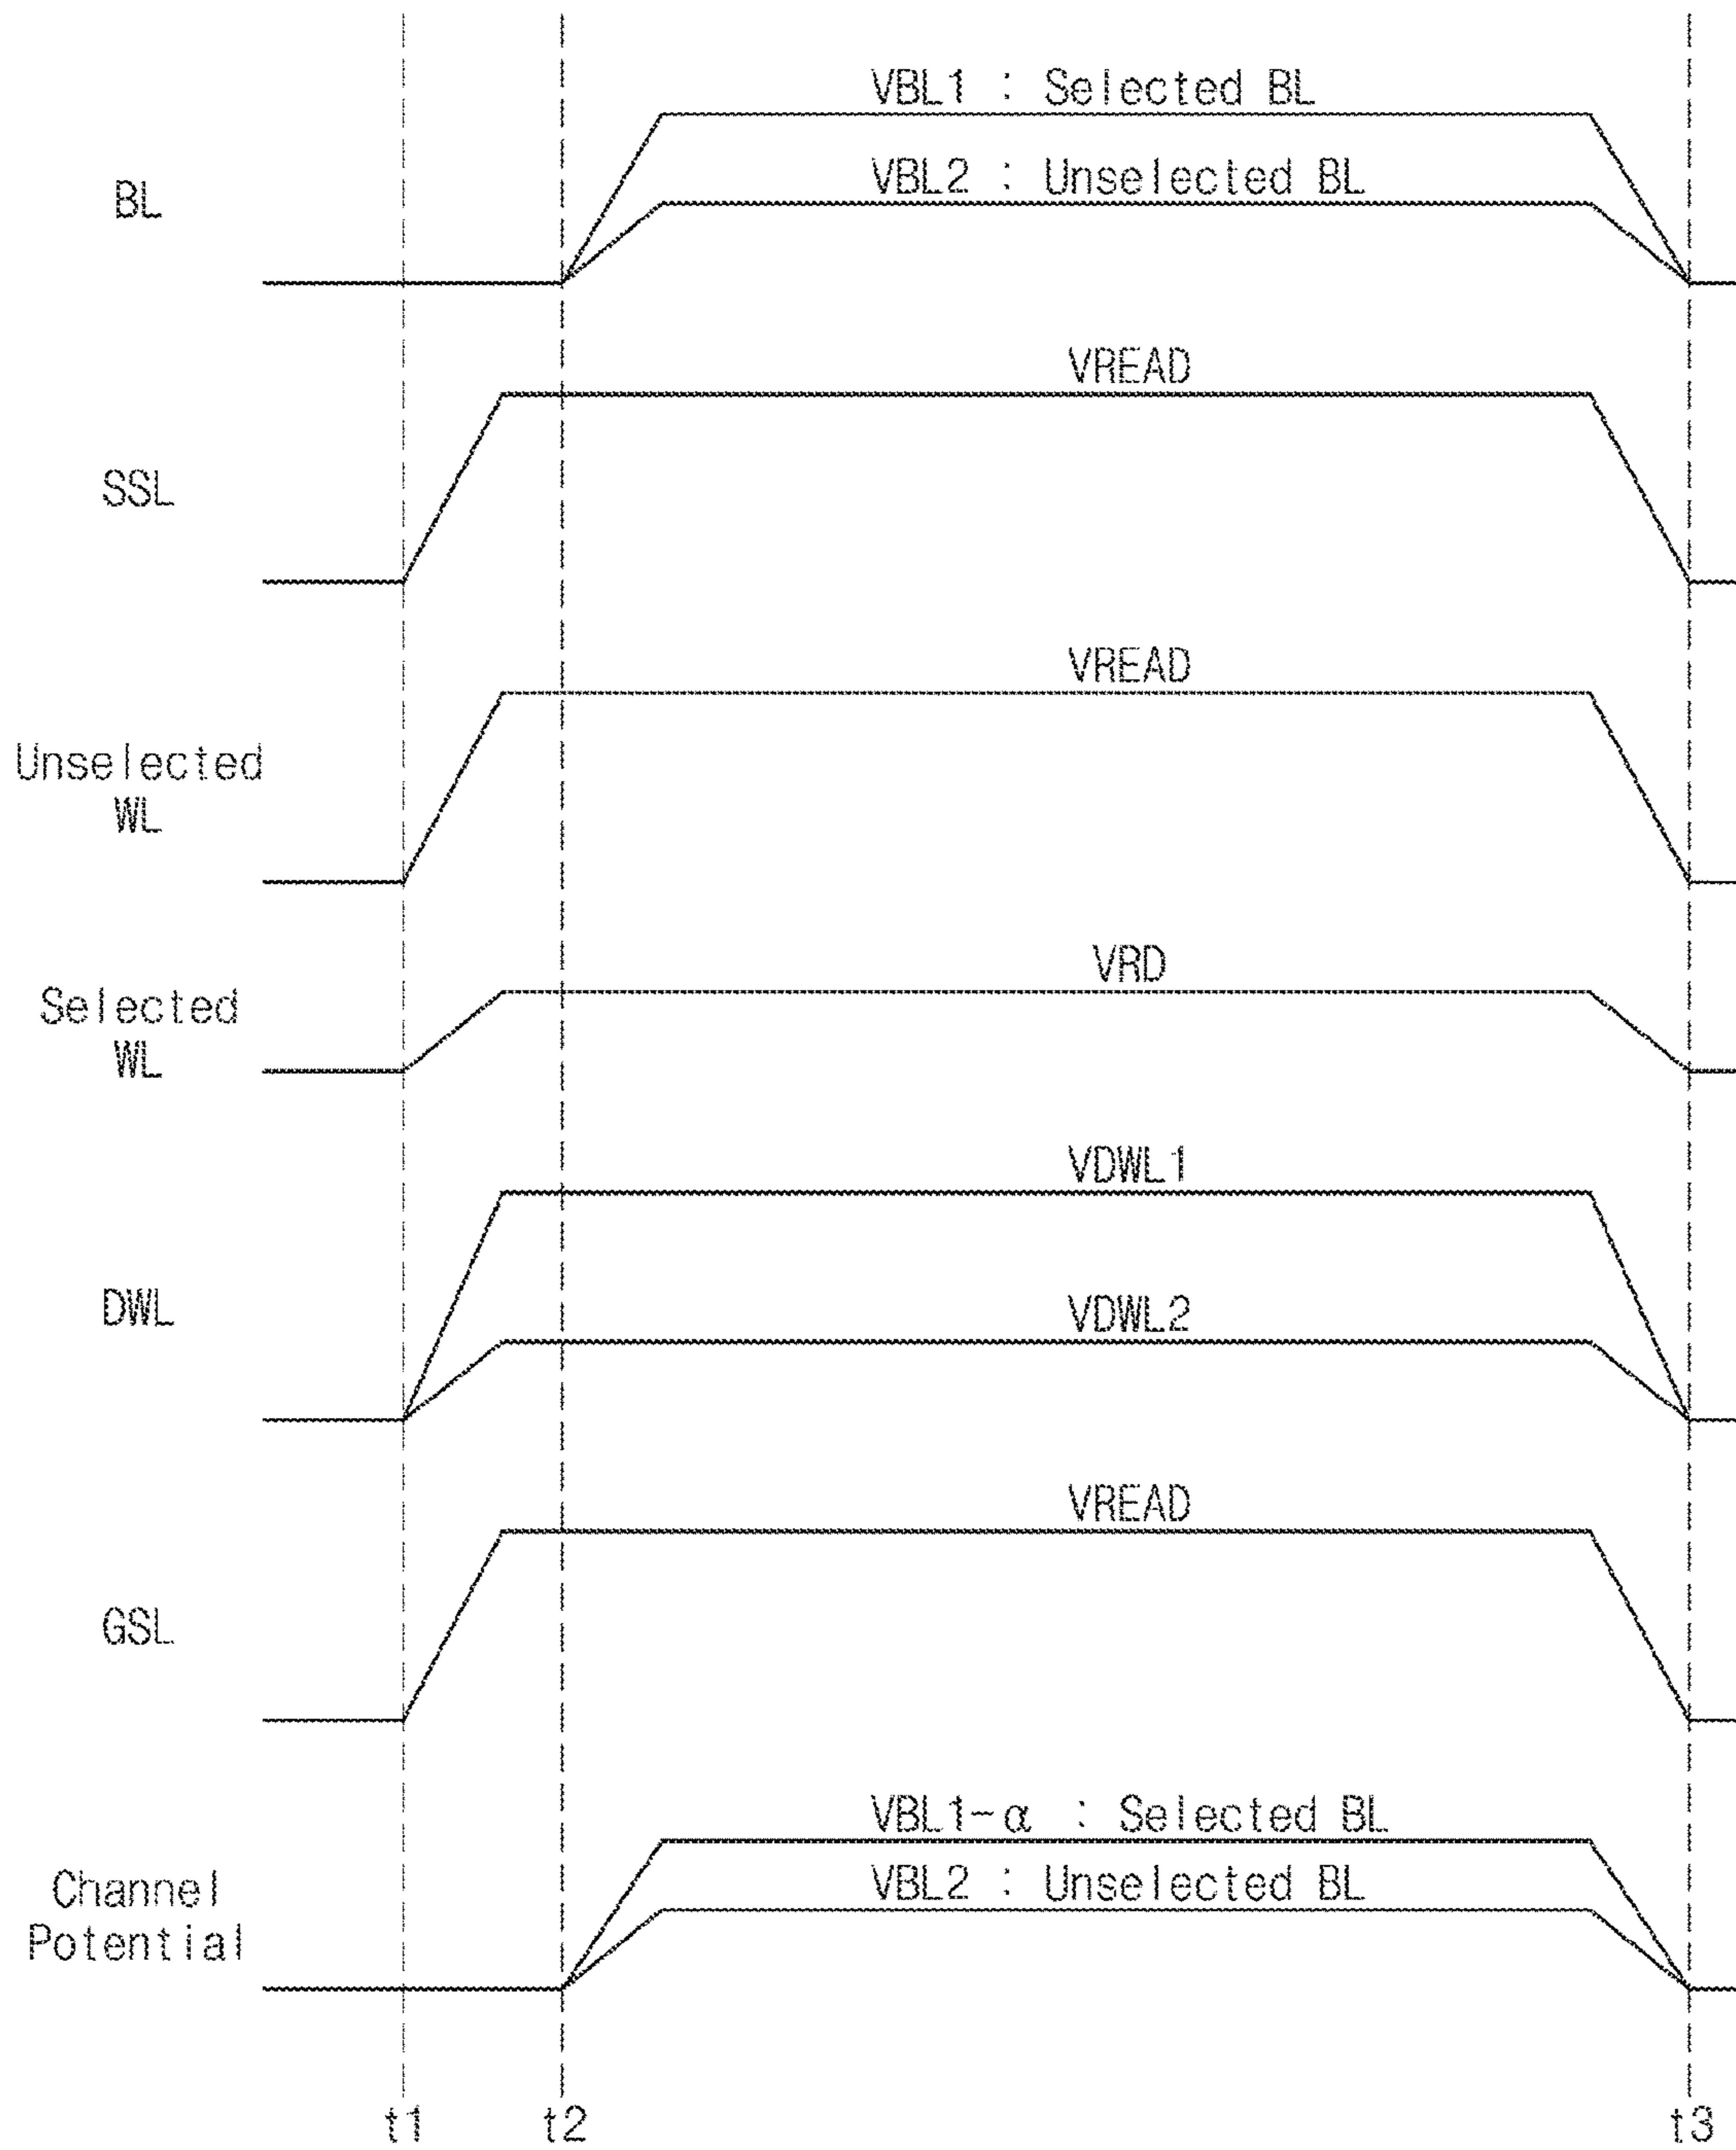 VBL1 : Selected BL
VBL2 : Unselected BL
BL
VREAD
SSL
VREAD
Unselected
WL
VRD
Selected
WL
VDWL1
DWL
VDWL2
VREAD
GSL
VBL1-α : Selected BL
VBL2 : Unselected BL
Channel
Potential
t1 t2 t3